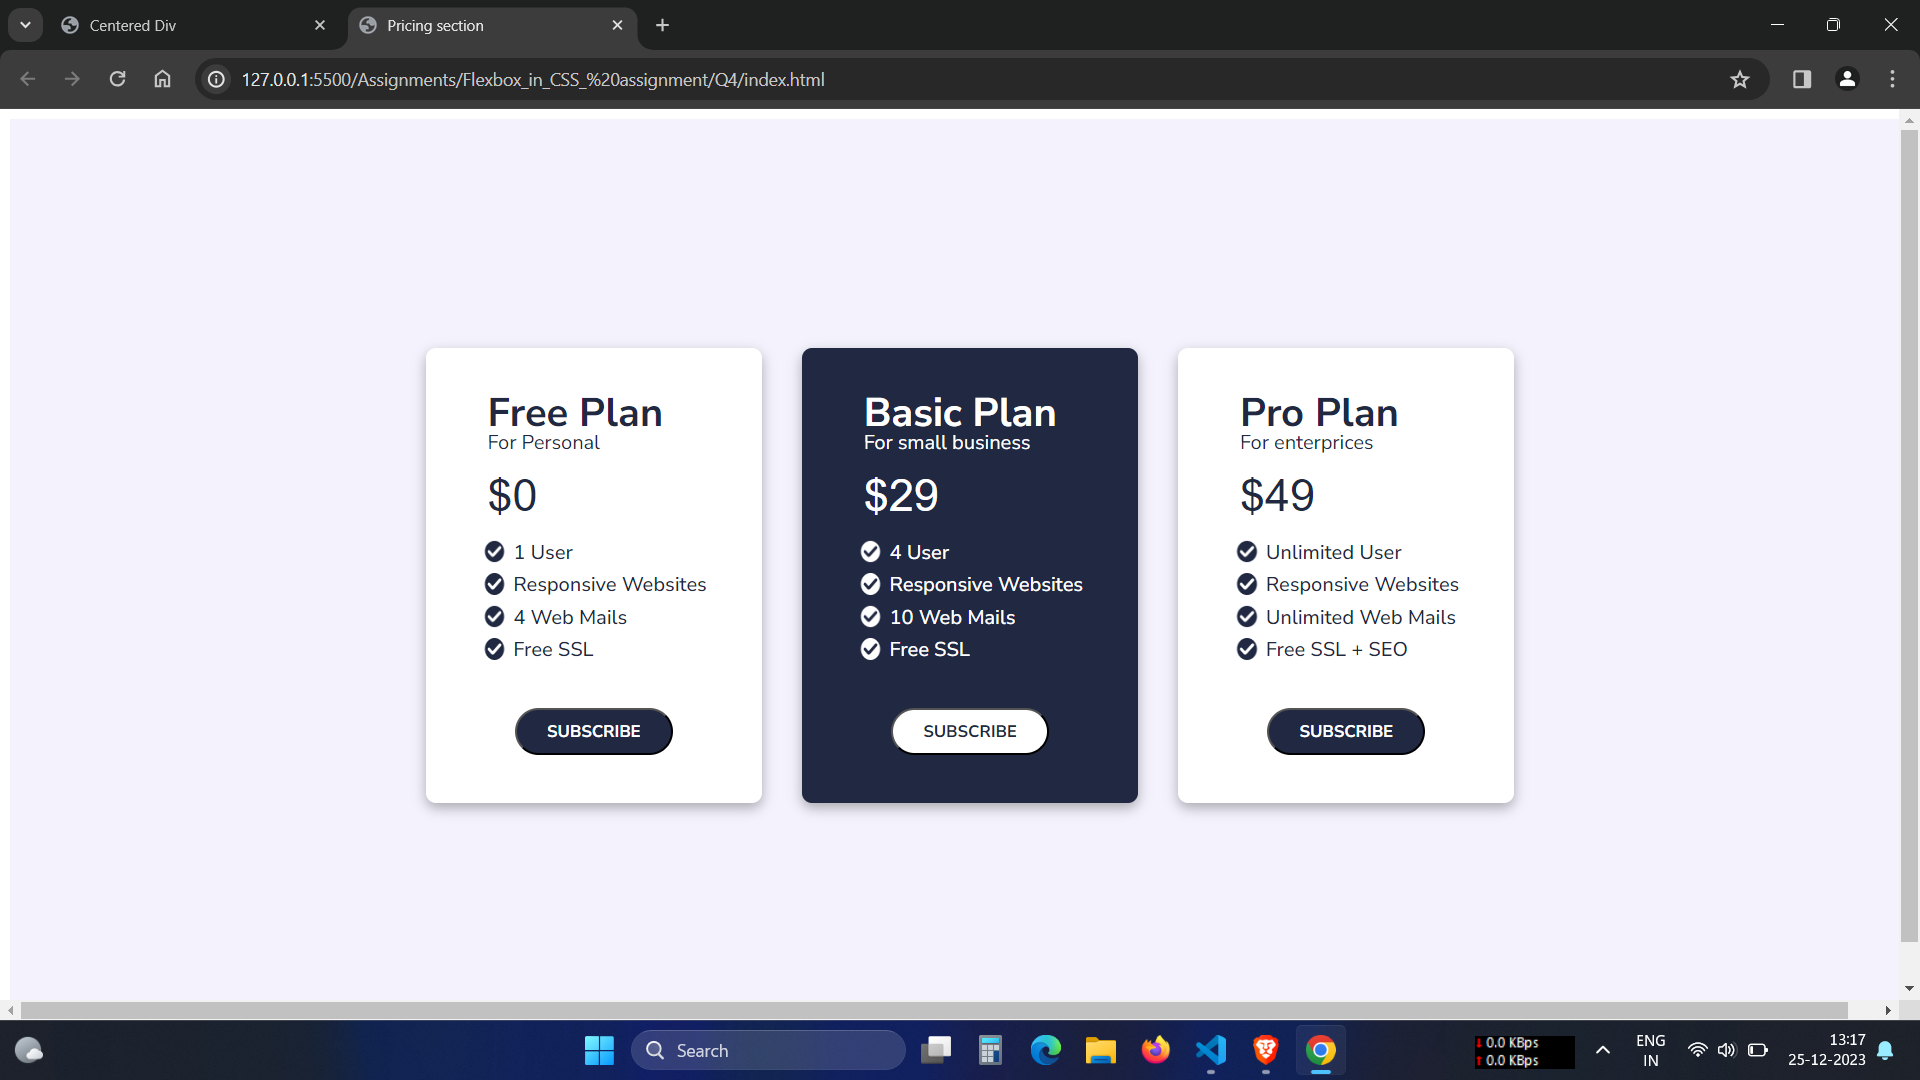 Centered Div
Pricing section
127.0.0.1:5500/Assignments/Flexbox_in_CSS_%20assignment/Q4/index.html
Free Plan
For Personal
$0
1 User
Responsive Websites
4 Web Mails
Free SSL
SUBSCRIBE
Basic Plan
For small business
$29
4 User
Responsive Websites
10 Web Mails
Free SSL
SUBSCRIBE
Pro Plan
For enterprices
$49
Unlimited User
Responsive Websites
Unlimited Web Mails
Free SSL + SEO
SUBSCRIBE
Search
0.0 KBps
0.0 KBps
ENG
IN
13:17
25-12-2023